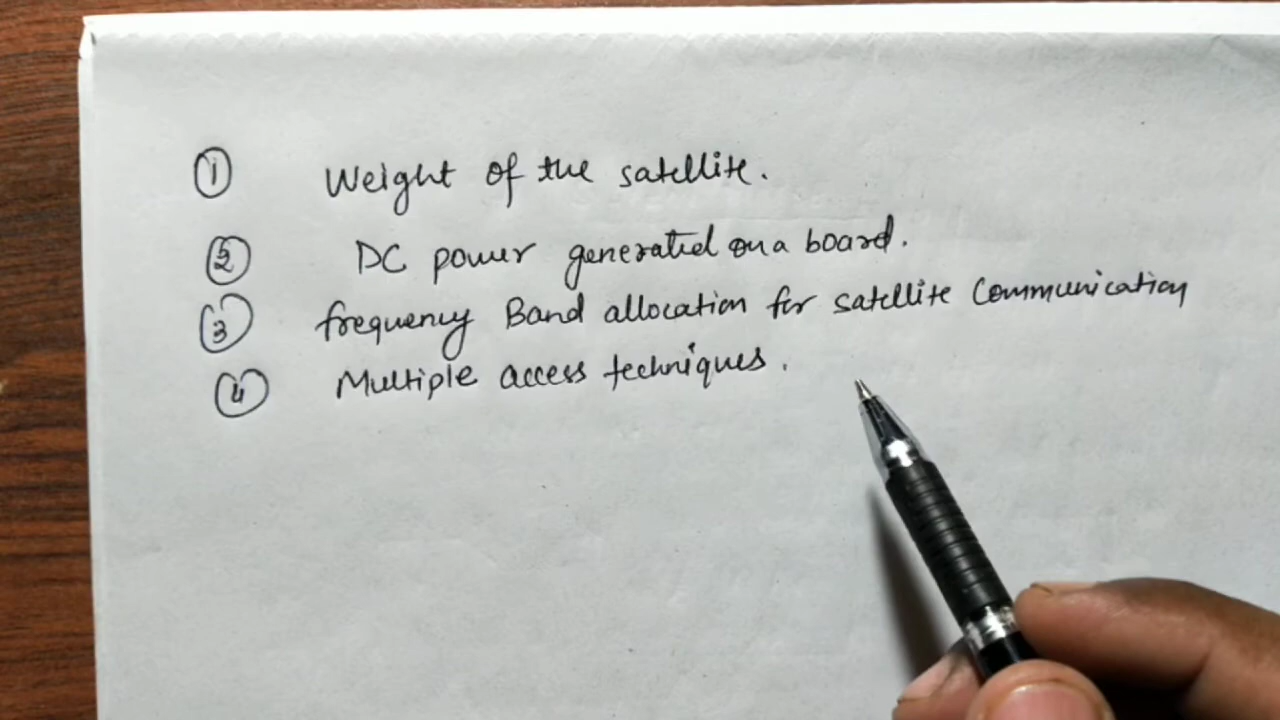 ① Weight of the satellite.
② DC power generated on a board.
③ frequency Band allocation for satellite Communication
④ Multiple access techniques.